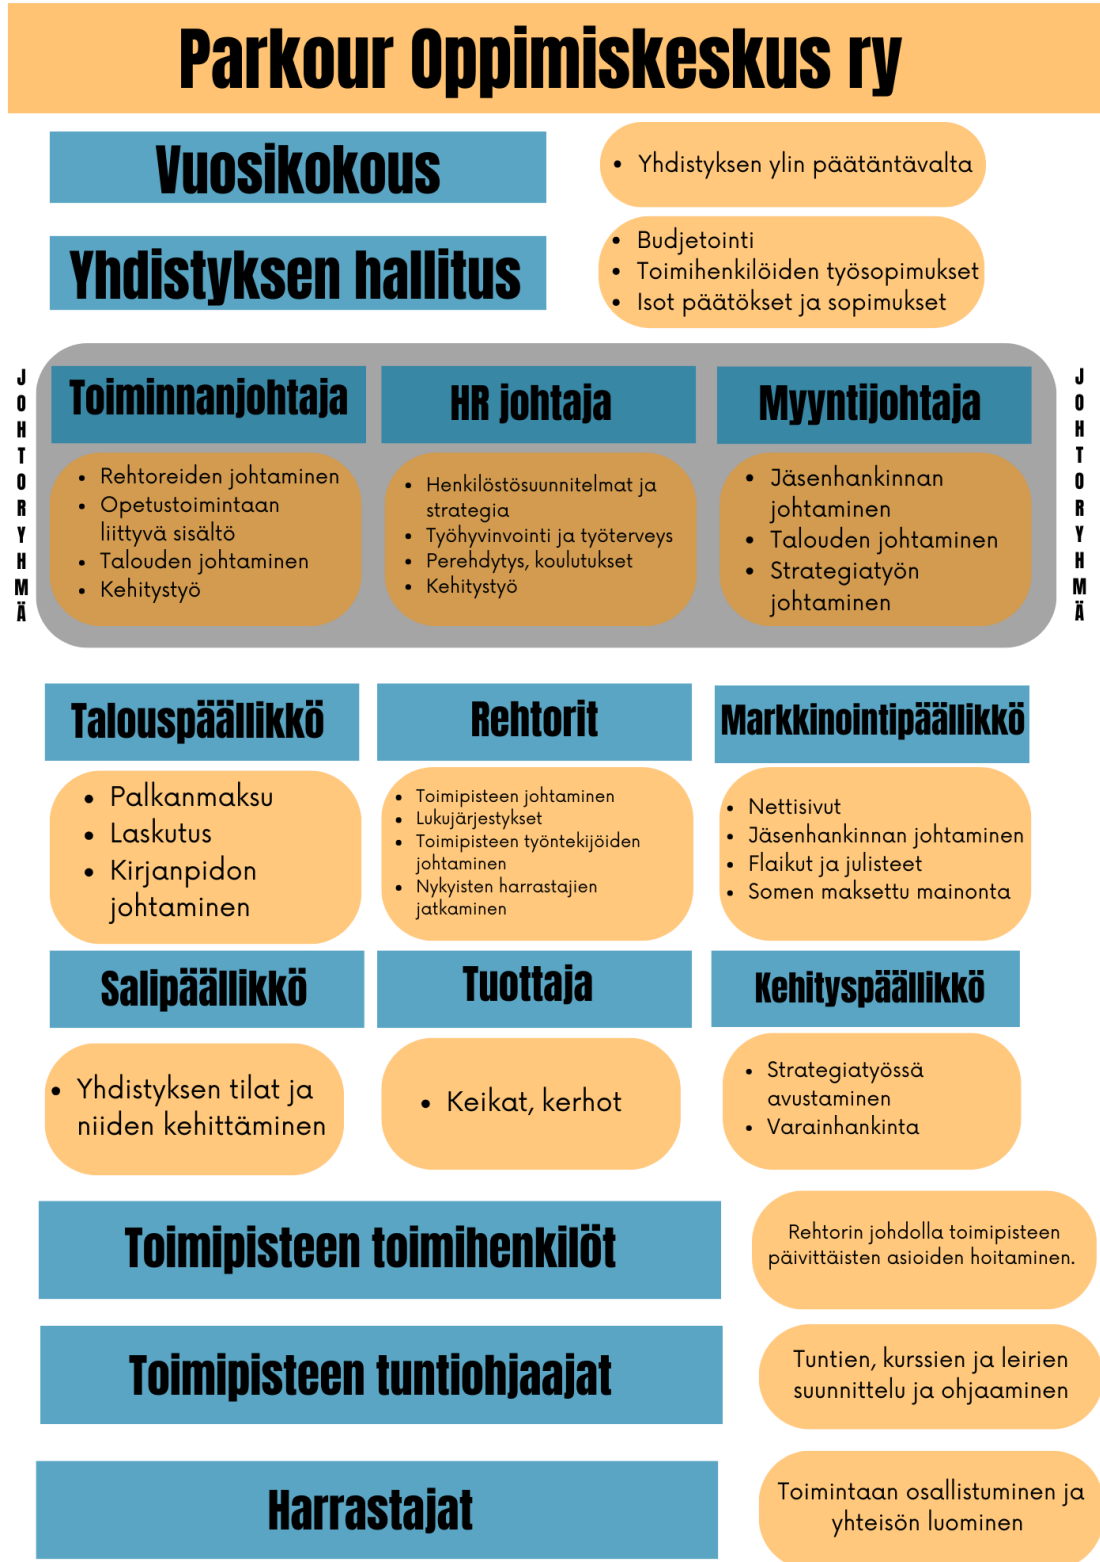 Parkour Oppimiskeskus ry
Vuosikokous
• Yhdistyksen ylin päätäntävalta
Yhdistyksen hallitus
• Budjetointi
• Toimihenkilöiden työsopimukset
• Isot päätökset ja sopimukset
JOHTORYHMÄ
Toiminnanjohtaja
• Rehtoreiden johtaminen
• Opetustoimintaan
liittyvä sisältö
• Talouden johtaminen
• Kehitystyö
HR johtaja
• Henkilöstösuunnitelmat ja
strategia
• Työhyvinvointi ja työterveys
• Perehdytys, koulutukset
• Kehitystyö
Myyntijohtaja
• Jäsenhankinnan
johtaminen
• Talouden johtaminen
• Strategiatyön
johtaminen
JOHTORYHMÄ
Talouspäällikkö
• Palkanmaksu
• Laskutus
• Kirjanpidon
johtaminen
Rehtorit
• Toimipisteen johtaminen
• Lukujärjestykset
• Toimipisteen työntekijöiden
johtaminen
• Nykyisten harrastajien
jatkaminen
Markkinointipäällikkö
• Nettisivut
• Jäsenhankinnan johtaminen
• Flaikut ja julisteet
• Somen maksettu mainonta
Salipäällikkö
• Yhdistyksen tilat ja
niiden kehittäminen
Tuottaja
• Keikat, kerhot
Kehityspäällikkö
• Strategiatyössä
avustaminen
• Varainhankinta
Toimipisteen toimihenkilöt
Rehtorin johdolla toimipisteen
päivittäisten asioiden hoitaminen.
Toimipisteen tuntiohjaajat
Tuntien, kurssien ja leirien
suunnittelu ja ohjaaminen
Harrastajat
Toimintaan osallistuminen ja
yhteisön luominen